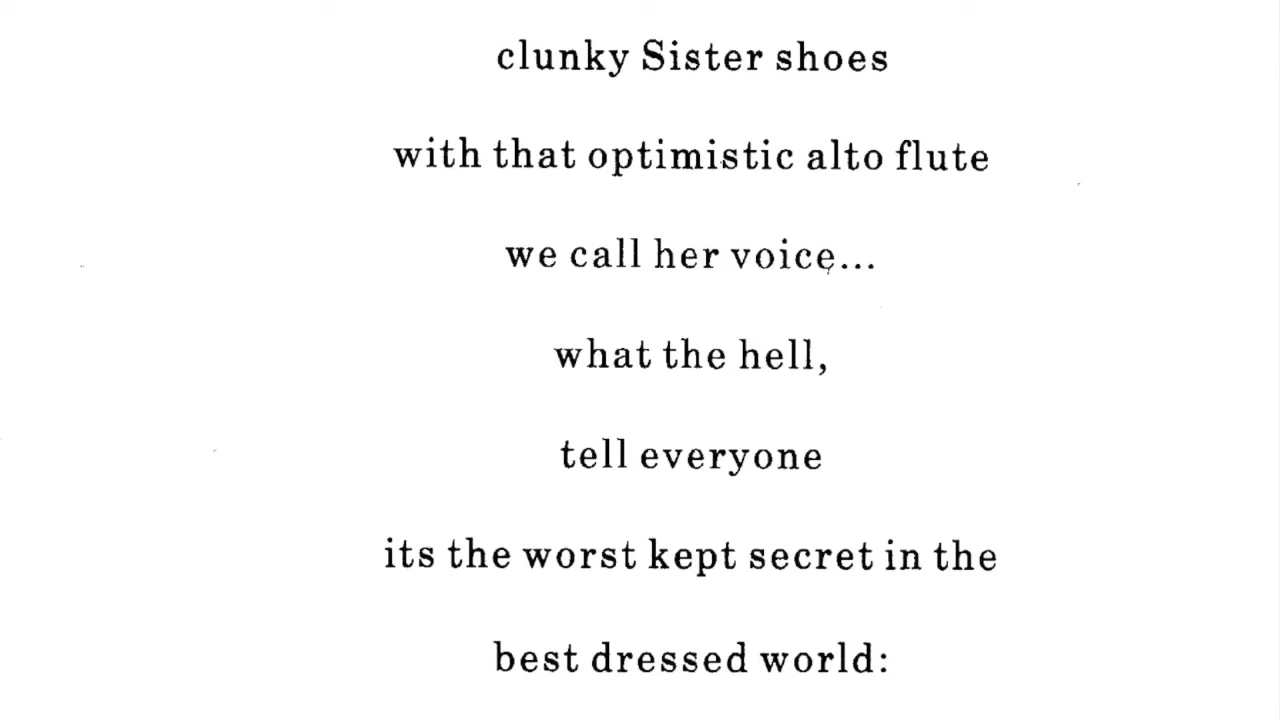 clunky Sister shoes
with that optimistic alto flute
we call her voice...
what the hell,
tell everyone
its the worst kept secret in the
best dressed world: